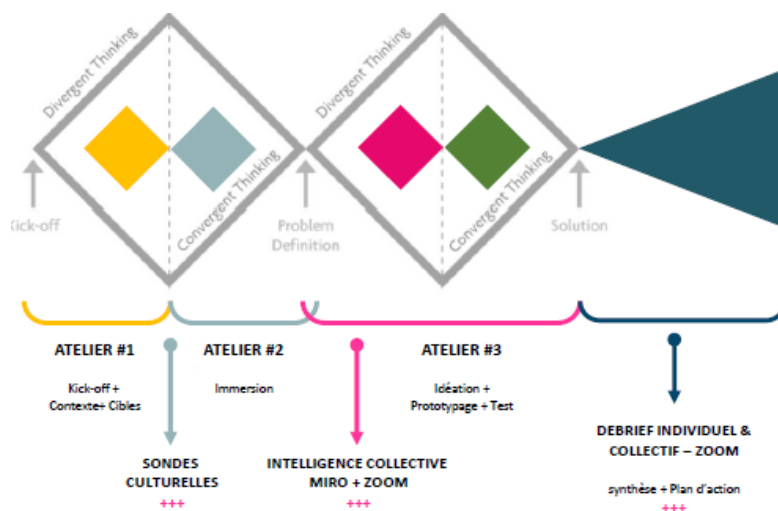 Divergent Thinking
Divergent Thinking
Convergent Thinking
Convergent Thinking
Kick-off
Problem
Definition
Solution
ATELIER #1
ATELIER #2
ATELIER #3
Kick-off +
Contexte+ Cibles
Immersion
Idéation +
Prototypage + Test
SONDES
CULTURELLES
+++
INTELLIGENCE COLLECTIVE
MIRO + ZOOM
+++
DEBRIEF INDIVIDUEL &
COLLECTIF – ZOOM
synthèse + Plan d'action
+++